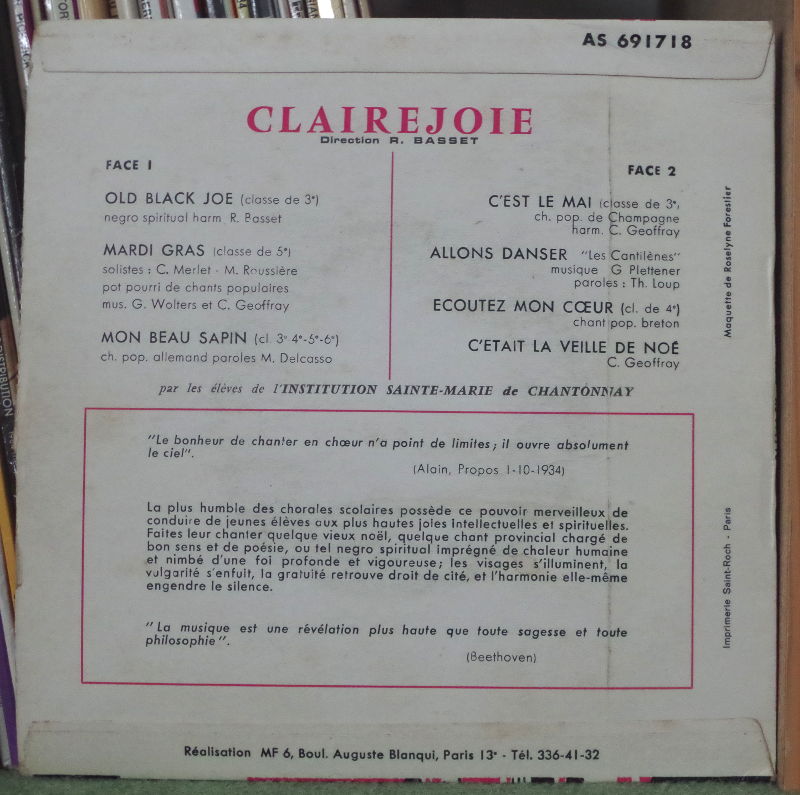 AS 691718
CLAIREJOIE
Direction R. BASSET
FACE 1
OLD BLACK JOE (classe de 3e)
negro spiritual harm R. Basset
MARDI GRAS (classe de 5e)
solistes : C. Merlet - M. Roussière
pot pourri de chants populaires
mus. G. Wolters et C. Geoffray
MON BEAU SAPIN (cl. 3e 4e-5e-6e)
ch. pop. allemand paroles M. Delcasso
FACE 2
C'EST LE MAI (classe de 3e)
ch. pop. de Champagne
harm. C. Geoffray
ALLONS DANSER "Les Cantilènes"
musique G Plettener
paroles : Th. Loup
ECOUTEZ MON CŒUR (cl. de 4e)
chant pop. breton
C'ETAIT LA VEILLE DE NOÉ
C. Geoffray
par les élèves de l'INSTITUTION SAINTE-MARIE de CHANTONNAY
"Le bonheur de chanter en chœur n'a point de limites ; il ouvre absolument
le ciel".
(Alain, Propos 1-10-1934)
La plus humble des chorales scolaires possède ce pouvoir merveilleux de
conduire de jeunes élèves aux plus hautes joies intellectuelles et spirituelles.
Faites leur chanter quelque vieux noël, quelque chant provincial chargé de
bon sens et de poésie, ou tel negro spiritual imprégné de chaleur humaine
et nimbé d'une foi profonde et vigoureuse ; les visages s'illuminent, la
vulgarité s'enfuit, la gratuité retrouve droit de cité, et l'harmonie elle-même
engendre le silence.
"La musique est une révélation plus haute que toute sagesse et toute
philosophie".
(Beethoven)
Réalisation MF 6, Boul. Auguste Blanqui, Paris 13e - Tél. 336-41-32
Maquette de Roselyne Forestier
Imprimerie Saint-Roch - Paris